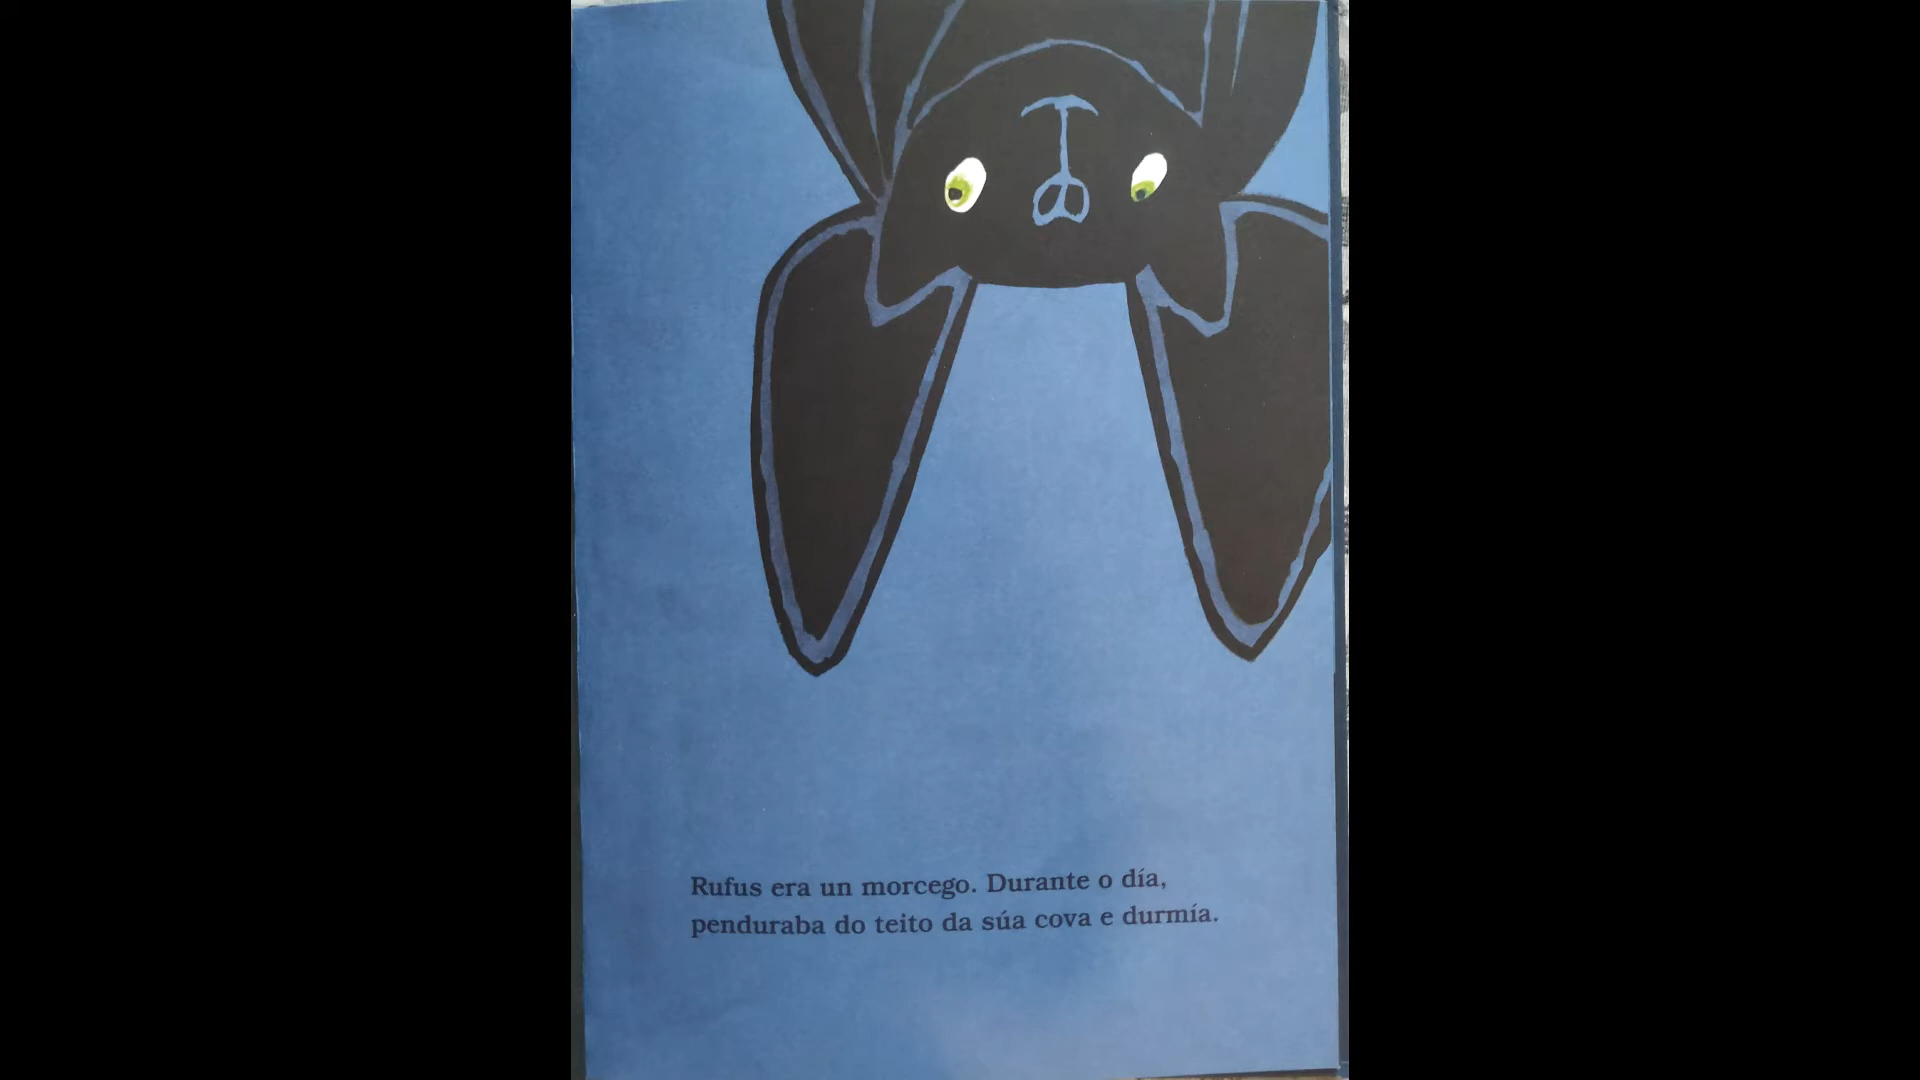 Rufus era un morcego. Durante o día,
penduraba do teito da súa cova e durmía.